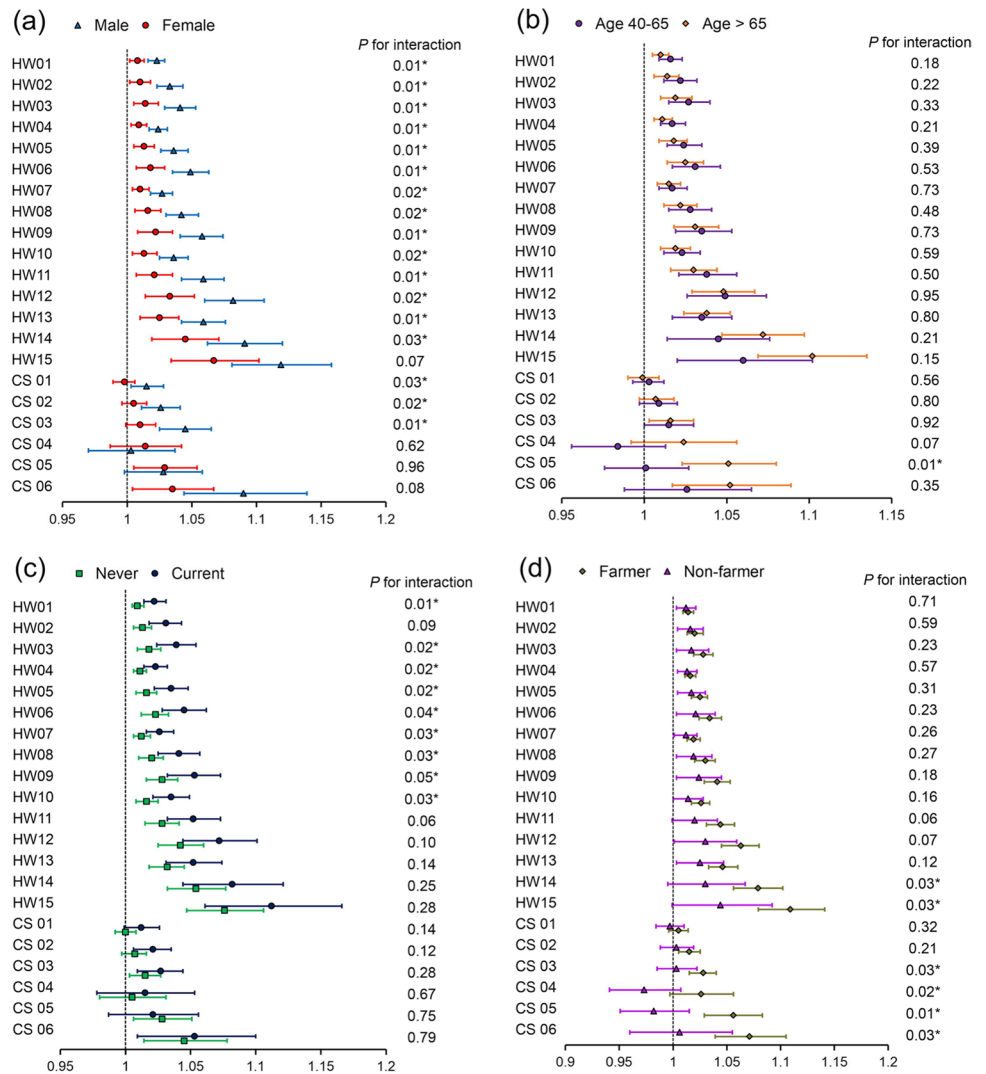 (a) Male Female
P for interaction
HW01 0.01*
HW02 0.01*
HW03 0.01*
HW04 0.01*
HW05 0.01*
HW06 0.01*
HW07 0.02*
HW08 0.02*
HW09 0.01*
HW10 0.02*
HW11 0.01*
HW12 0.02*
HW13 0.01*
HW14 0.03*
HW15 0.07
CS 01 0.03*
CS 02 0.02*
CS 03 0.01*
CS 04 0.62
CS 05 0.96
CS 06 0.08
0.95 1 1.05 1.1 1.15 1.2
(b) Age 40-65 Age > 65
P for interaction
HW01 0.18
HW02 0.22
HW03 0.33
HW04 0.21
HW05 0.39
HW06 0.53
HW07 0.73
HW08 0.48
HW09 0.73
HW10 0.59
HW11 0.50
HW12 0.95
HW13 0.80
HW14 0.21
HW15 0.15
CS 01 0.56
CS 02 0.80
CS 03 0.92
CS 04 0.07
CS 05 0.01*
CS 06 0.35
0.95 1 1.05 1.1 1.15
(c) Never Current
P for interaction
HW01 0.01*
HW02 0.09
HW03 0.02*
HW04 0.02*
HW05 0.02*
HW06 0.04*
HW07 0.03*
HW08 0.03*
HW09 0.05*
HW10 0.03*
HW11 0.06
HW12 0.10
HW13 0.14
HW14 0.25
HW15 0.28
CS 01 0.14
CS 02 0.12
CS 03 0.28
CS 04 0.67
CS 05 0.75
CS 06 0.79
0.95 1 1.05 1.1 1.15 1.2
(d) Farmer Non-farmer
P for interaction
HW01 0.71
HW02 0.59
HW03 0.23
HW04 0.57
HW05 0.31
HW06 0.23
HW07 0.26
HW08 0.27
HW09 0.18
HW10 0.16
HW11 0.06
HW12 0.07
HW13 0.12
HW14 0.03*
HW15 0.03*
CS 01 0.32
CS 02 0.21
CS 03 0.03*
CS 04 0.02*
CS 05 0.01*
CS 06 0.03*
0.9 0.95 1 1.05 1.1 1.15 1.2